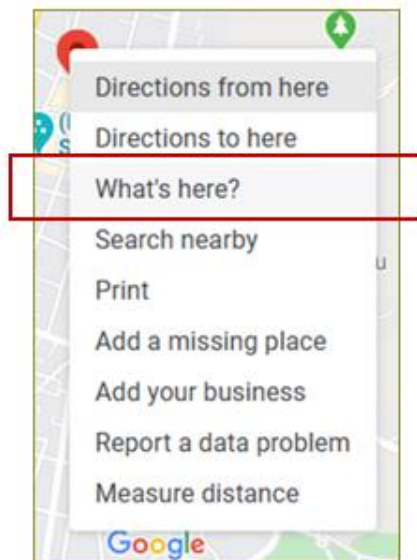 Directions from here
Directions to here
What's here?
Search nearby
Print
Add a missing place
Add your business
Report a data problem
Measure distance
Google